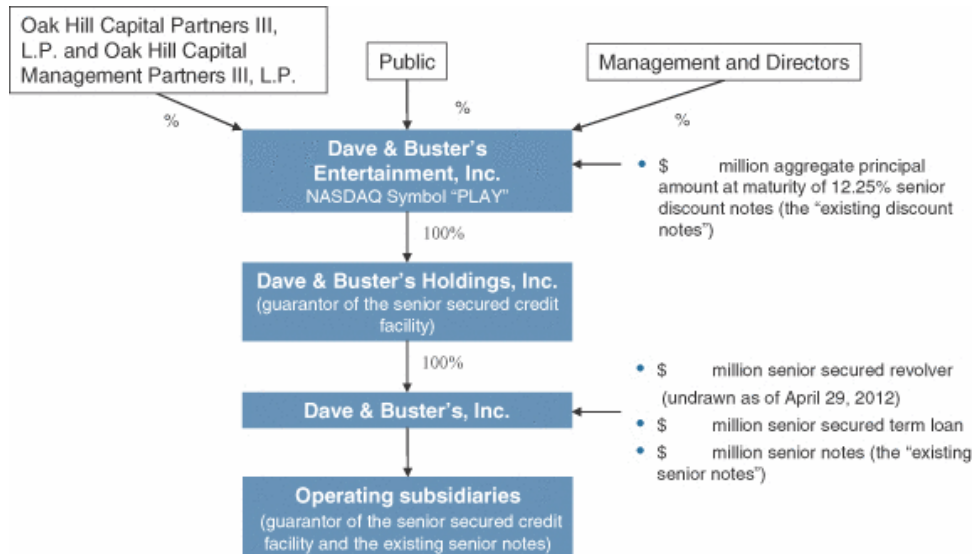 Oak Hill Capital Partners III,
L.P. and Oak Hill Capital
Management Partners III, L.P.
Public
Management and Directors
%
%
%
Dave & Buster’s
Entertainment, Inc.
NASDAQ Symbol “PLAY”
• $ million aggregate principal
amount at maturity of 12.25% senior
discount notes (the “existing discount
notes”)
100%
Dave & Buster’s Holdings, Inc.
(guarantor of the senior secured credit
facility)
100%
Dave & Buster’s, Inc.
• $ million senior secured revolver
(undrawn as of April 29, 2012)
• $ million senior secured term loan
• $ million senior notes (the “existing
senior notes”)
Operating subsidiaries
(guarantor of the senior secured credit
facility and the existing senior notes)